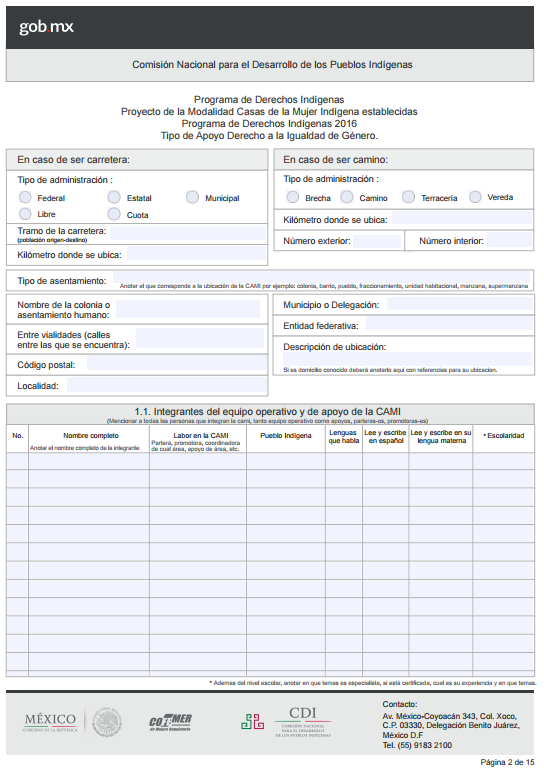 gob.mx
Comisión Nacional para el Desarrollo de los Pueblos Indígenas
Programa de Derechos Indígenas
Proyecto de la Modalidad Casas de la Mujer Indígena establecidas
Programa de Derechos Indígenas 2016
Tipo de Apoyo Derecho a la Igualdad de Género.
En caso de ser carretera:
Tipo de administración :
Federal Estatal Municipal
Libre Cuota
Tramo de la carretera:
(población origen-destino)
Kilómetro donde se ubica:
En caso de ser camino:
Tipo de administración :
Brecha Camino Terracería Vereda
Kilómetro donde se ubica:
Número exterior: Número interior:
Tipo de asentamiento:
Anotar el que corresponde a la ubicación de la CAMI por ejemplo: colonia, barrio, pueblo, fraccionamiento, unidad habitacional, manzana, supermanzana
Nombre de la colonia o
asentamiento humano:
Entre vialidades (calles
entre las que se encuentra):
Código postal:
Localidad:
Municipio o Delegación:
Entidad federativa:
Descripción de ubicación:
Si es domicilio conocido deberá anotarlo aquí con referencias para su ubicacion.
1.1. Integrantes del equipo operativo y de apoyo de la CAMI
(Mencionar a todas las personas que integran la cami, tanto equipo operativo como apoyos, parteras-os, promotoras-es)
No.
Nombre completo
Anotar el nombre completo de la integrante
Labor en la CAMI
Partera, promotora, coordinadora
de cual área, apoyo de área, etc.
Pueblo Indígena
Lenguas
que habla
Lee y escribe
en español
Lee y escribe en su
lengua materna
* Escolaridad
* Ademas del nivel escolar, anotar en que temas es especialista, si está certificada, cual es su experiencia y en que temas.
MÉXICO
GOBIERNO DE LA REPÚBLICA
COFEMER
de Mejora Regulatoria
CDI
COMISIÓN NACIONAL
PARA EL DESARROLLO
DE LOS PUEBLOS INDÍGENAS
Contacto:
Av. México-Coyoacán 343, Col. Xoco,
C.P. 03330, Delegación Benito Juárez,
México D.F
Tel. (55) 9183 2100
Página 2 de 15